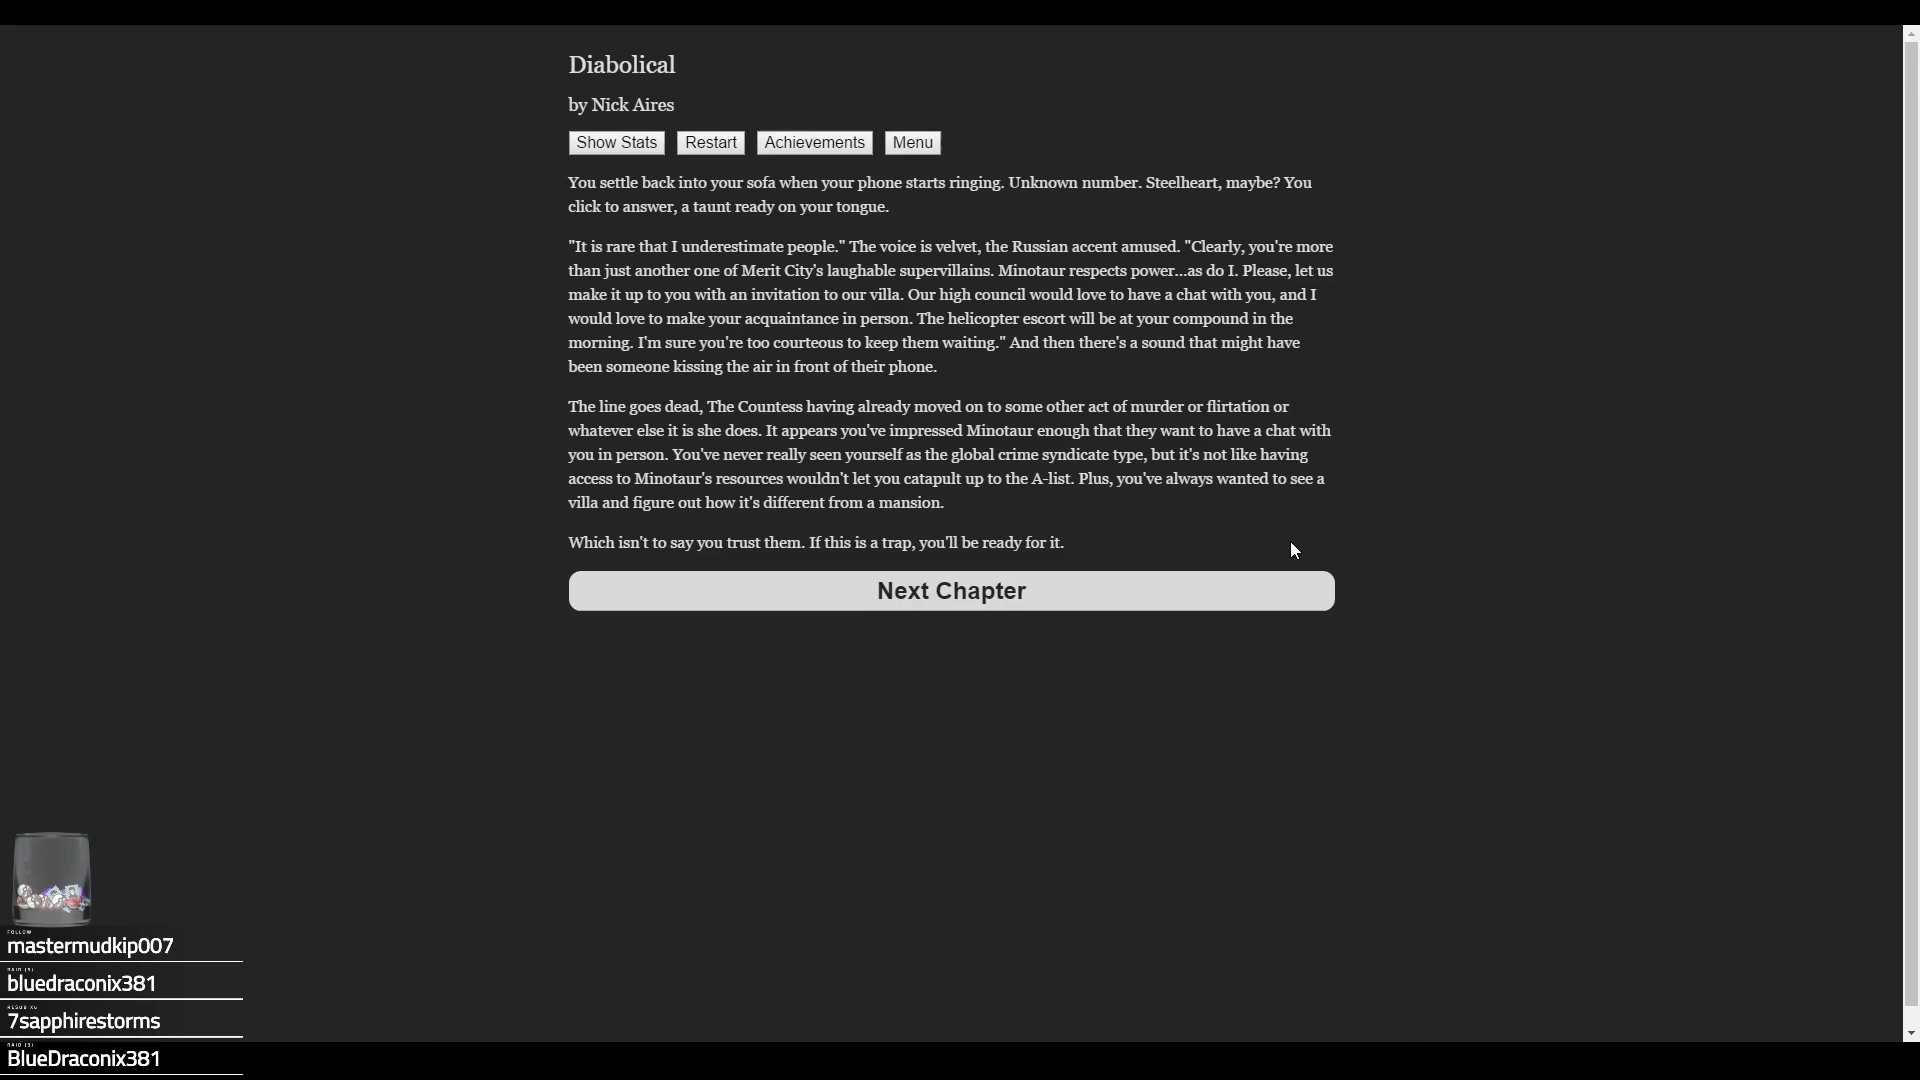 Diabolical
by Nick Aires
Show Stats Restart Achievements Menu
You settle back into your sofa when your phone starts ringing. Unknown number. Steelheart, maybe? You
click to answer, a taunt ready on your tongue.
"It is rare that I underestimate people." The voice is velvet, the Russian accent amused. "Clearly, you're more
than just another one of Merit City's laughable supervillains. Minotaur respects power...as do I. Please, let us
make it up to you with an invitation to our villa. Our high council would love to have a chat with you, and I
would love to make your acquaintance in person. The helicopter escort will be at your compound in the
morning. I'm sure you're too courteous to keep them waiting." And then there's a sound that might have
been someone kissing the air in front of their phone.
The line goes dead, The Countess having already moved on to some other act of murder or flirtation or
whatever else it is she does. It appears you've impressed Minotaur enough that they want to have a chat with
you in person. You've never really seen yourself as the global crime syndicate type, but it's not like having
access to Minotaur's resources wouldn't let you catapult up to the A-list. Plus, you've always wanted to see a
villa and figure out how it's different from a mansion.
Which isn't to say you trust them. If this is a trap, you'll be ready for it.
Next Chapter
FOLLOW
mastermudkip007
RAID (3)
bluedraconix381
RESUB X6
7sapphirestorms
RAID (3)
BlueDraconix381